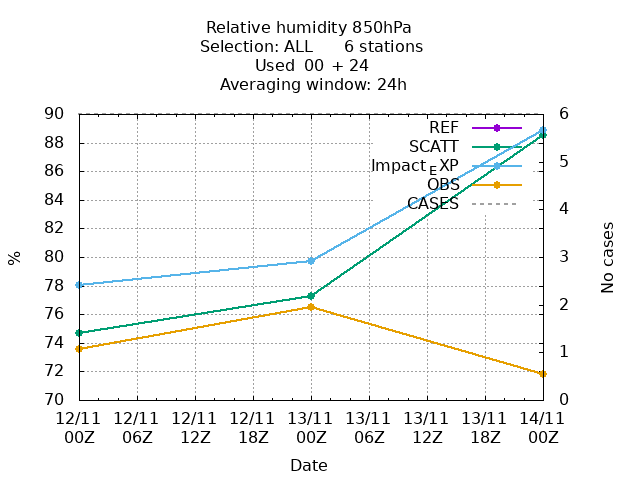 Relative humidity 850hPa
Selection: ALL 6 stations
Used 00 + 24
Averaging window: 24h
90
88
86
84
82
80
78
76
74
72
70
%
6
5
4
3
2
1
0
No cases
REF
SCATT
Impact_EXP
OBS
CASES
12/11 12/11 12/11 12/11 13/11 13/11 13/11 13/11 14/11
00Z 06Z 12Z 18Z 00Z 06Z 12Z 18Z 00Z
Date